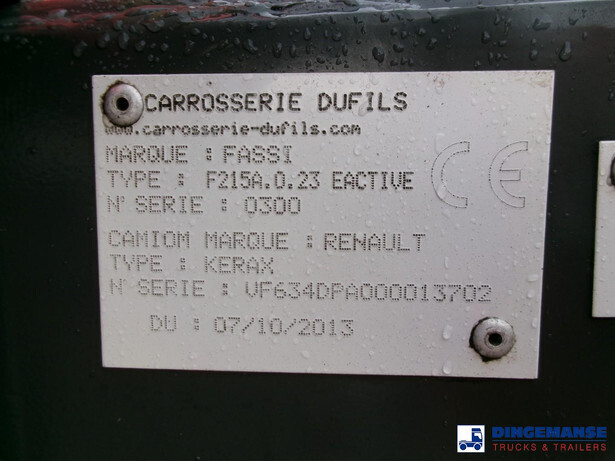 CARROSSERIE DUFILS
www.carrosserie-dufils.com
MARQUE : FASSI
TYPE : F215A.0.23 EACTIVE
N° SERIE : 0300
CE
CAMIOM MARQUE : RENAULT
TYPE : KERAX
N° SERIE : VF634DPA000013702
DU : 07/10/2013
DINGEMANSE
TRUCKS & TRAILERS